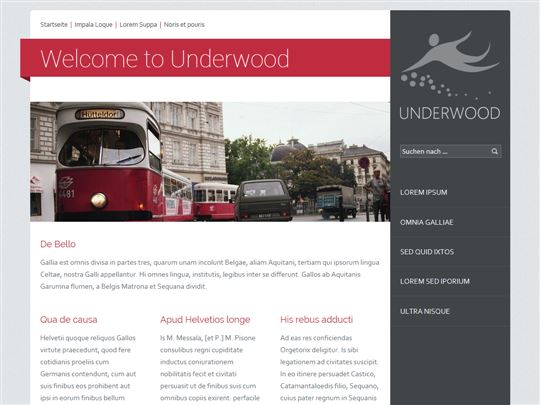 Startseite | Impala Loque | Lorem Suppa | Noris et pouris
Welcome to Underwood
Hütteldorf
4481
De Bello
Gallia est omnis divisa in partes tres, quarum unam incolunt Belgae, aliam Aquitani, tertiam qui ipsorum lingua
Celtae, nostra Galli appellantur. Hi omnes lingua, institutis, legibus inter se differunt. Gallos ab Aquitanis
Garumna flumen, a Belgis Matrona et Sequana dividit.
Qua de causa
Helvetii quoque reliquos Gallos
virtute praecedunt, quod fere
cotidianis proeliis cum
Germanis contendunt, cum aut
suis finibus eos prohibent aut
ipsi in eorum finibus bellum
Apud Helvetios longe
Is M. Messala, [et P.] M. Pisone
consulibus regni cupiditate
inductus coniurationem
nobilitatis fecit et civitati
persuasit ut de finibus suis cum
omnibus copiis exirent. perfacile
His rebus adducti
Ad eas res conficiendas
Orgetorix deligitur. Is sibi
legationem ad civitates suscipit.
In eo itinere persuadet Castico,
Catamantaloedis filio, Sequano,
cuius pater regnum in Sequanis
UNDERWOOD
Suchen nach ...
LOREM IPSUM
OMNIA GALLIAE
SED QUID IXTOS
LOREM SED IPORIUM
ULTRA NISQUE